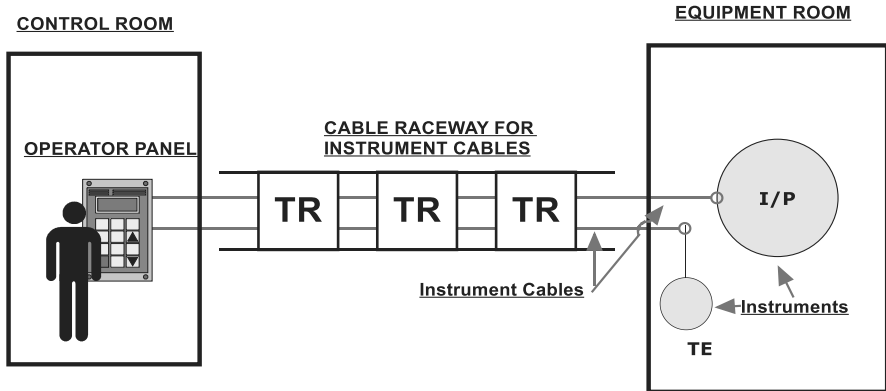 CONTROL ROOM
EQUIPMENT ROOM
OPERATOR PANEL
CABLE RACEWAY FOR
INSTRUMENT CABLES
TR TR TR
I/P
Instrument Cables
Instruments
TE